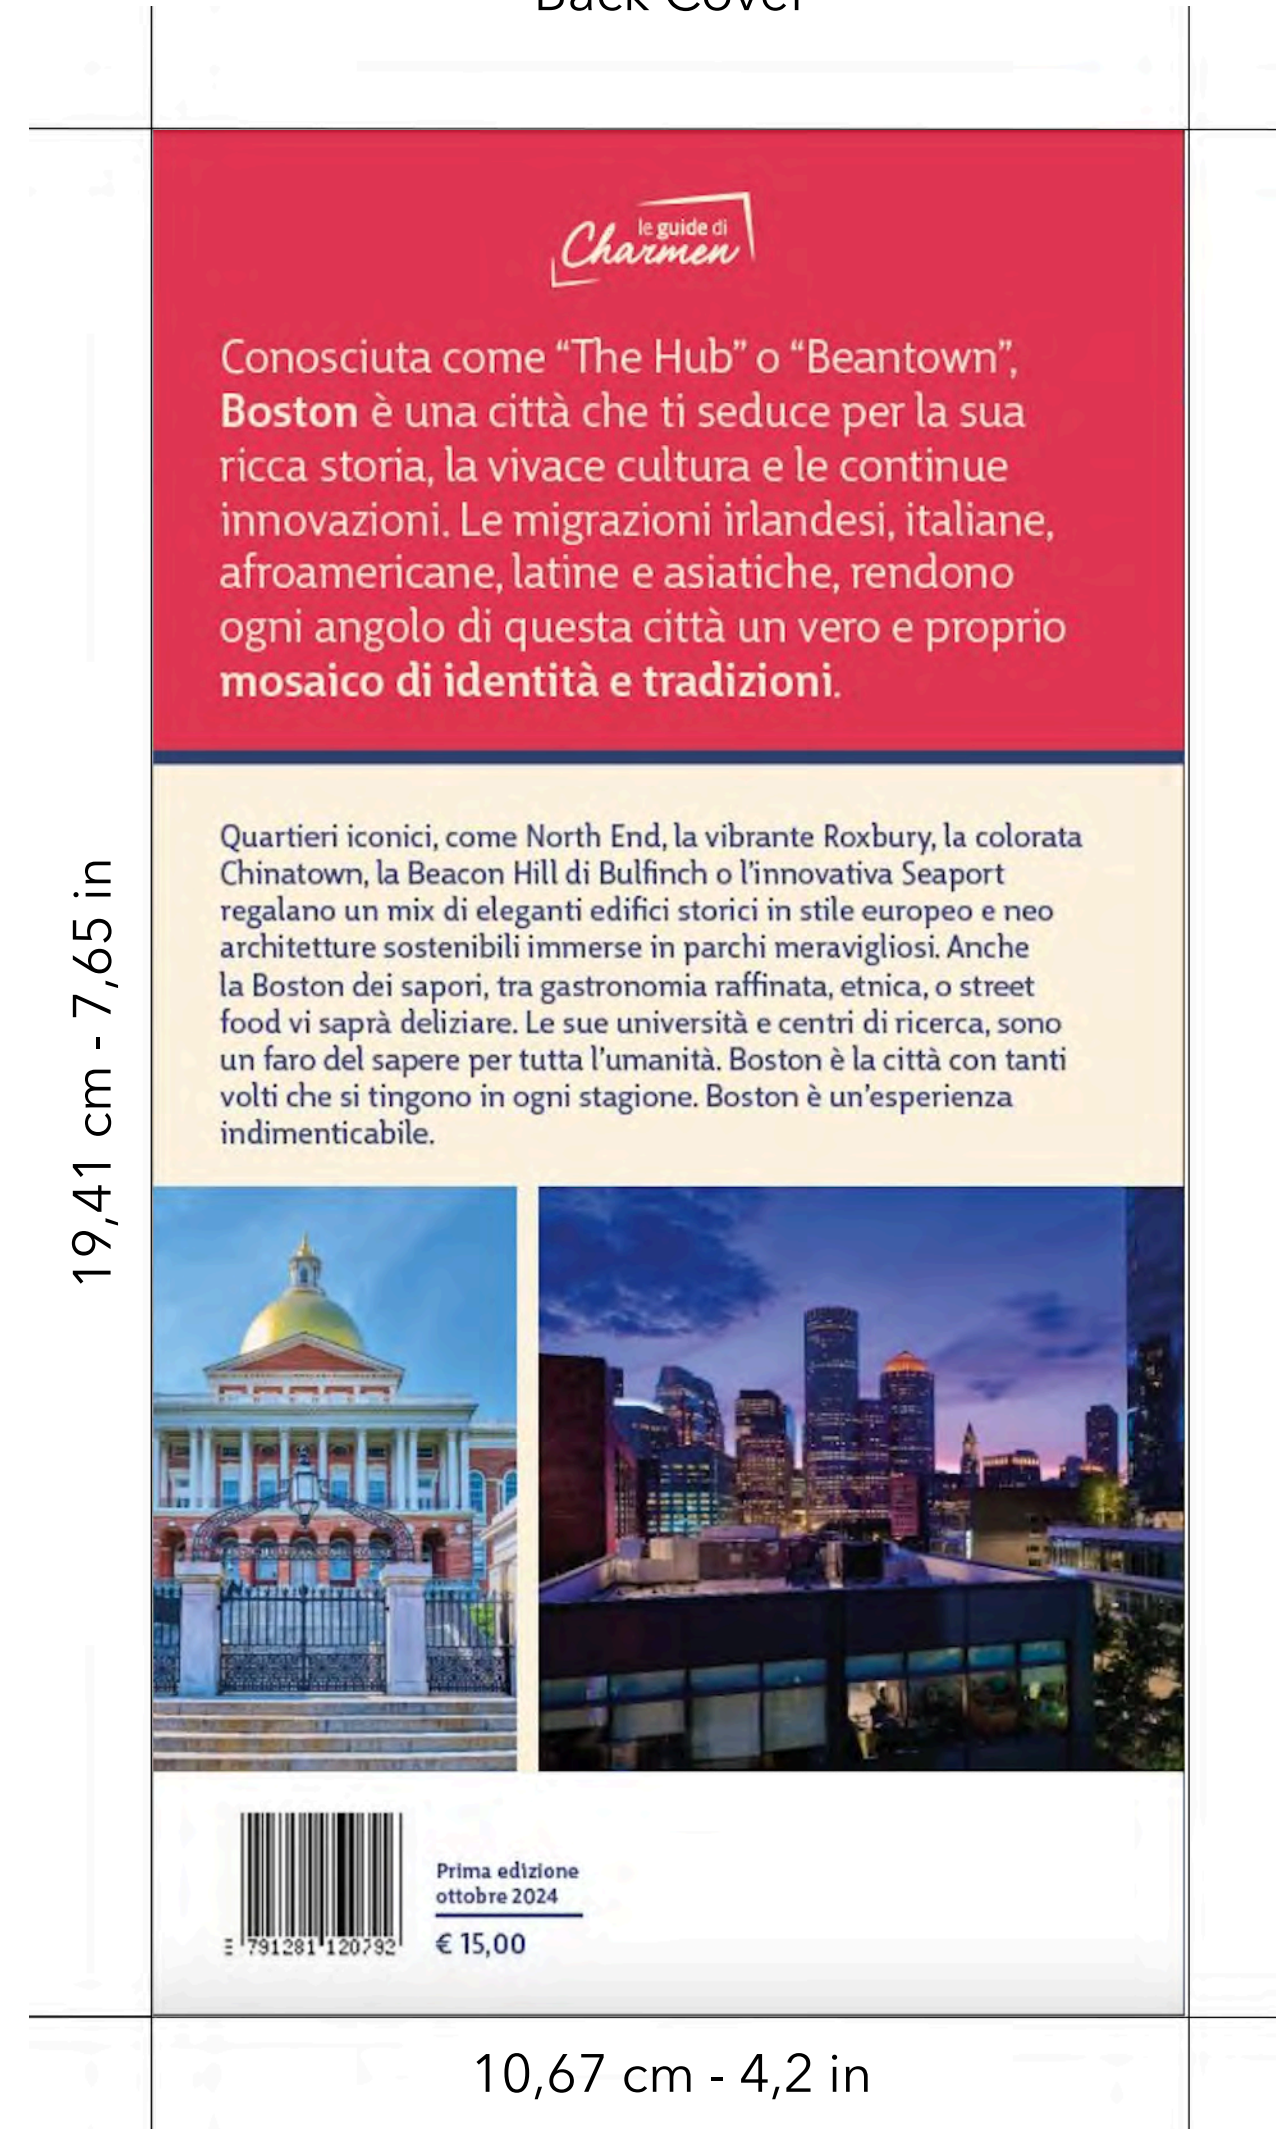 Back Cover
le guide di
Charmen
Conosciuta come “The Hub” o “Beantown”,
Boston è una città che ti seduce per la sua
ricca storia, la vivace cultura e le continue
innovazioni. Le migrazioni irlandesi, italiane,
afroamericane, latine e asiatiche, rendono
ogni angolo di questa città un vero e proprio
mosaico di identità e tradizioni.
Quartieri iconici, come North End, la vibrante Roxbury, la colorata
Chinatown, la Beacon Hill di Bulfinch o l’innovativa Seaport
regalano un mix di eleganti edifici storici in stile europeo e neo
architetture sostenibili immerse in parchi meravigliosi. Anche
la Boston dei sapori, tra gastronomia raffinata, etnica, o street
food vi saprà deliziare. Le sue università e centri di ricerca, sono
un faro del sapere per tutta l’umanità. Boston è la città con tanti
volti che si tingono in ogni stagione. Boston è un’esperienza
indimenticabile.
19,41 cm - 7,65 in
Prima edizione
ottobre 2024
791281 120792
€ 15,00
10,67 cm - 4,2 in